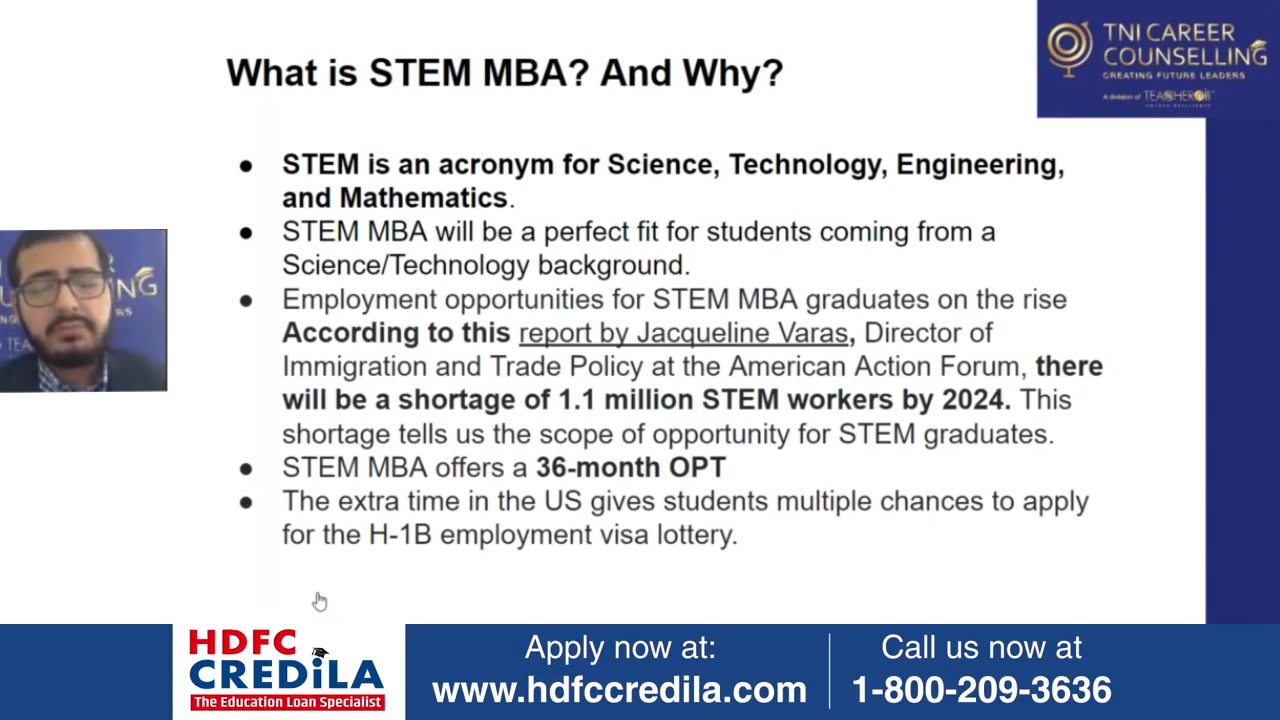 What is STEM MBA? And Why?
TNI CAREER
COUNSELLING
CREATING FUTURE LEADERS
A division of TEACHERONIT
● STEM is an acronym for Science, Technology, Engineering,
and Mathematics.
● STEM MBA will be a perfect fit for students coming from a
Science/Technology background.
● Employment opportunities for STEM MBA graduates on the rise
According to this report by Jacqueline Varas, Director of
Immigration and Trade Policy at the American Action Forum, there
will be a shortage of 1.1 million STEM workers by 2024. This
shortage tells us the scope of opportunity for STEM graduates.
● STEM MBA offers a 36-month OPT
● The extra time in the US gives students multiple chances to apply
for the H-1B employment visa lottery.
HDFC
CREDiLA
The Education Loan Specialist
Apply now at:
www.hdfccredila.com
Call us now at
1-800-209-3636